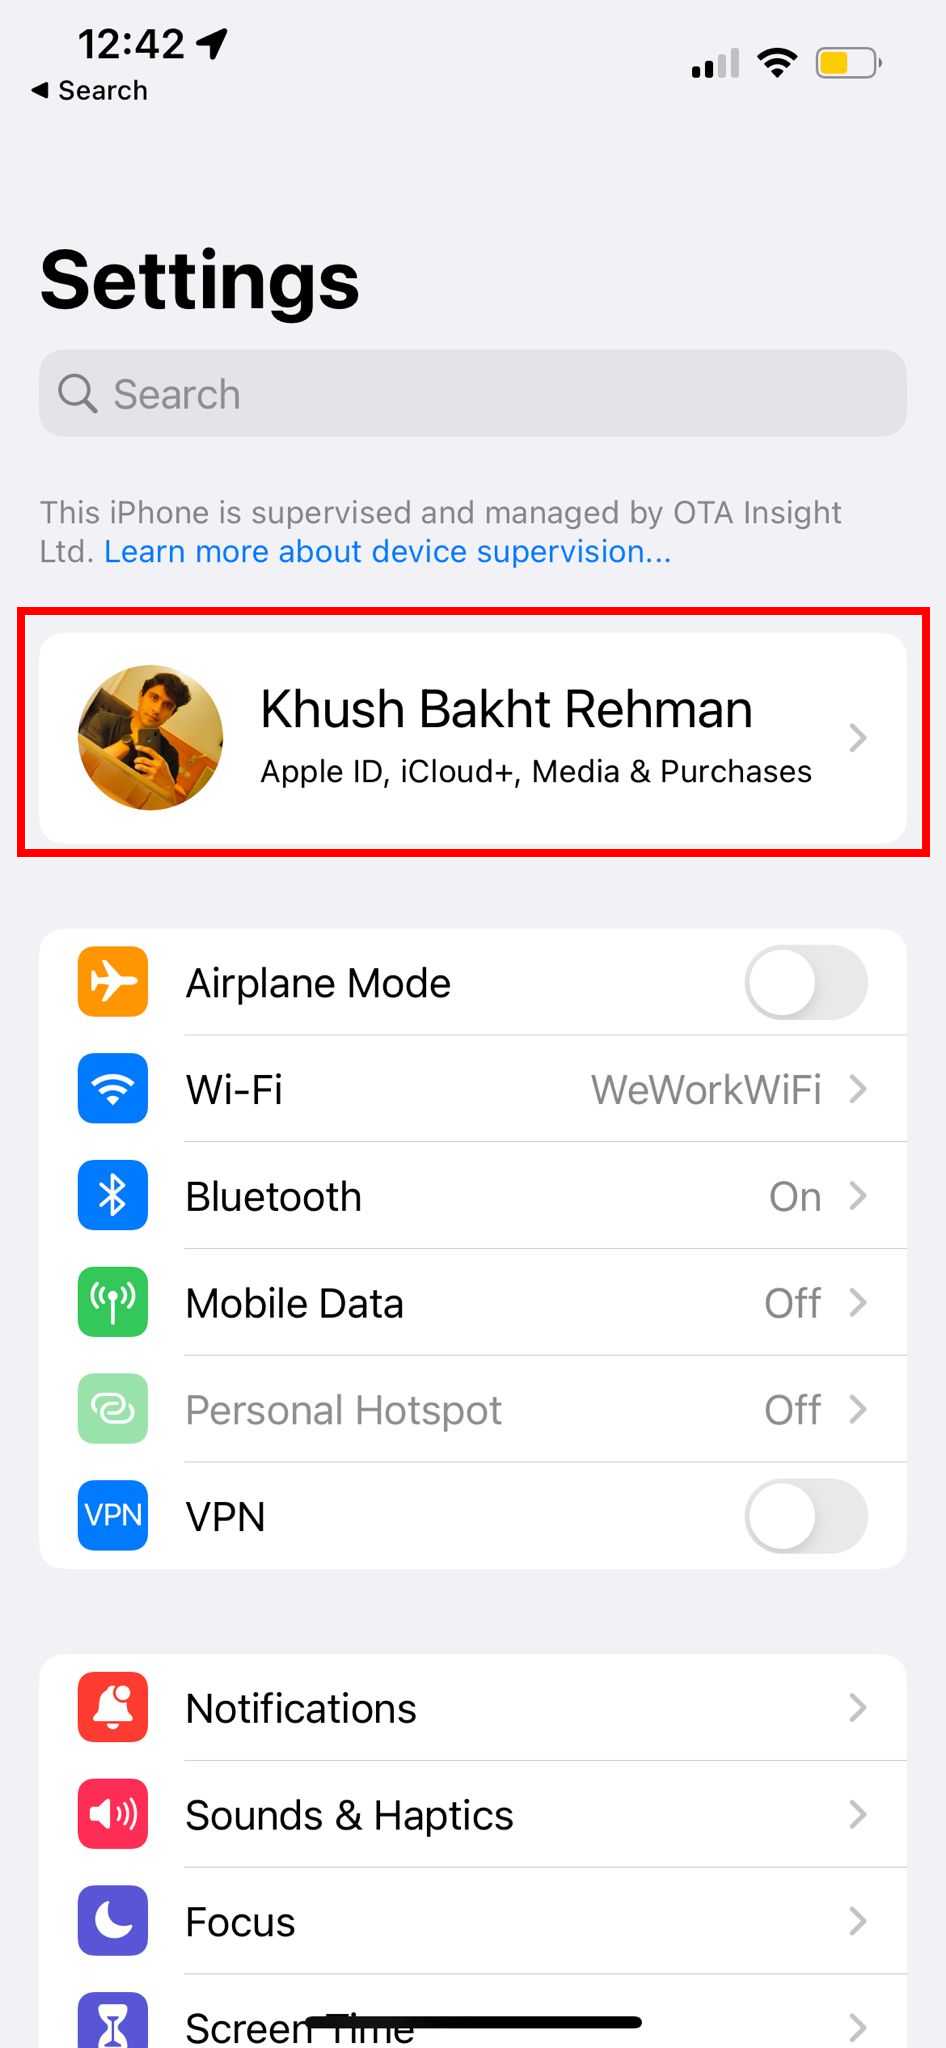 12:42
◀ Search
Settings
Search
This iPhone is supervised and managed by OTA Insight
Ltd. Learn more about device supervision...
Khush Bakht Rehman
Apple ID, iCloud+, Media & Purchases
Airplane Mode
Wi-Fi WeWorkWiFi
Bluetooth On
Mobile Data Off
Personal Hotspot Off
VPN VPN
Notifications
Sounds & Haptics
Focus
Screen Time